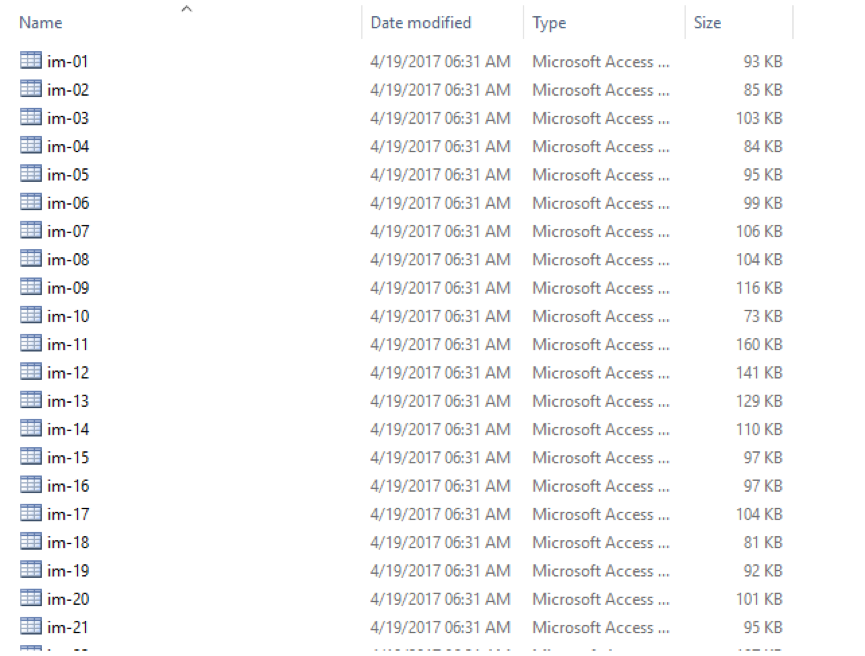 Name Date modified Type Size
im-01 4/19/2017 06:31 AM Microsoft Access ... 93 KB
im-02 4/19/2017 06:31 AM Microsoft Access ... 85 KB
im-03 4/19/2017 06:31 AM Microsoft Access ... 103 KB
im-04 4/19/2017 06:31 AM Microsoft Access ... 84 KB
im-05 4/19/2017 06:31 AM Microsoft Access ... 95 KB
im-06 4/19/2017 06:31 AM Microsoft Access ... 99 KB
im-07 4/19/2017 06:31 AM Microsoft Access ... 106 KB
im-08 4/19/2017 06:31 AM Microsoft Access ... 104 KB
im-09 4/19/2017 06:31 AM Microsoft Access ... 116 KB
im-10 4/19/2017 06:31 AM Microsoft Access ... 73 KB
im-11 4/19/2017 06:31 AM Microsoft Access ... 160 KB
im-12 4/19/2017 06:31 AM Microsoft Access ... 141 KB
im-13 4/19/2017 06:31 AM Microsoft Access ... 129 KB
im-14 4/19/2017 06:31 AM Microsoft Access ... 110 KB
im-15 4/19/2017 06:31 AM Microsoft Access ... 97 KB
im-16 4/19/2017 06:31 AM Microsoft Access ... 97 KB
im-17 4/19/2017 06:31 AM Microsoft Access ... 104 KB
im-18 4/19/2017 06:31 AM Microsoft Access ... 81 KB
im-19 4/19/2017 06:31 AM Microsoft Access ... 92 KB
im-20 4/19/2017 06:31 AM Microsoft Access ... 101 KB
im-21 4/19/2017 06:31 AM Microsoft Access ... 95 KB